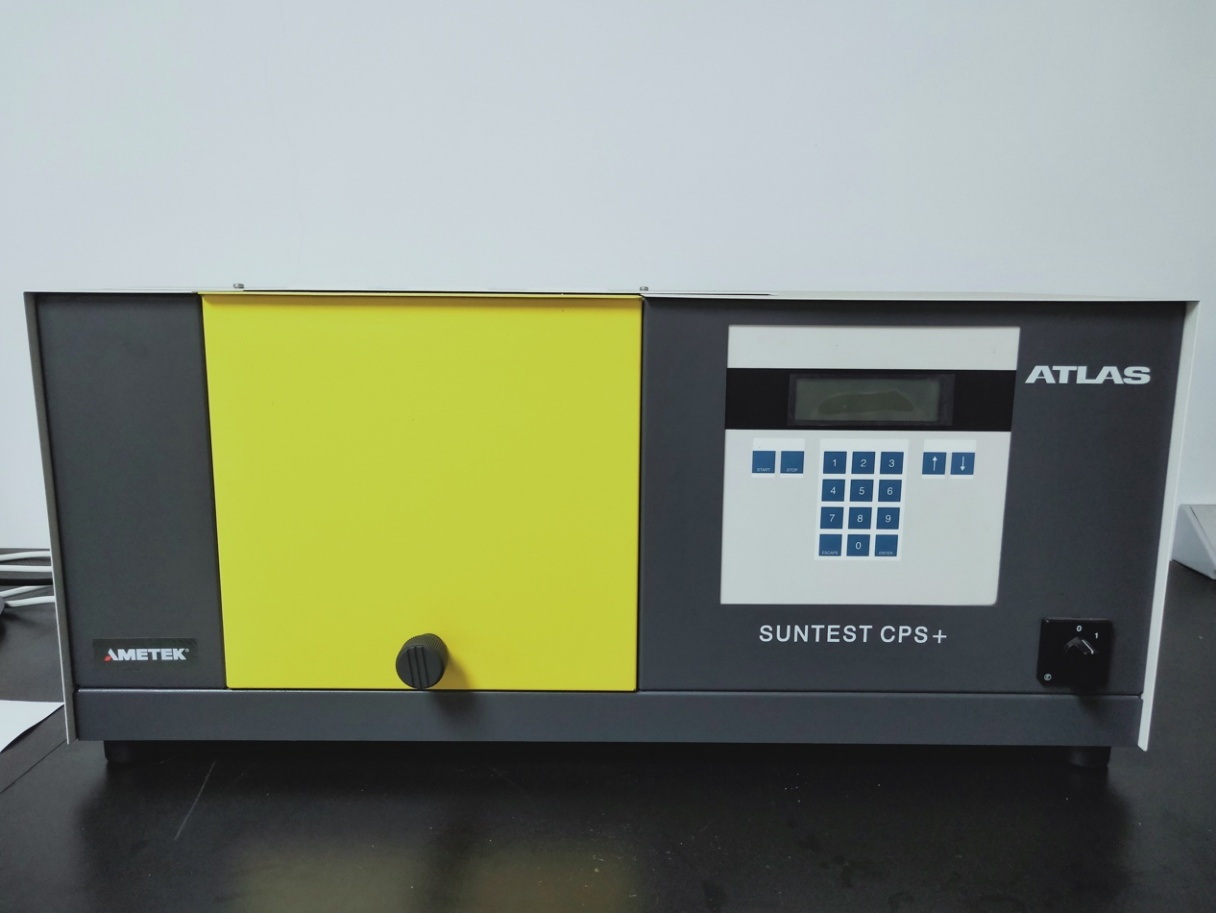 ATLAS
START STOP 1 2 3 ↑ ↓
4 5 6
7 8 9
ESCAPE 0 ENTER
SUNTEST CPS+
0 1
AMETEK®